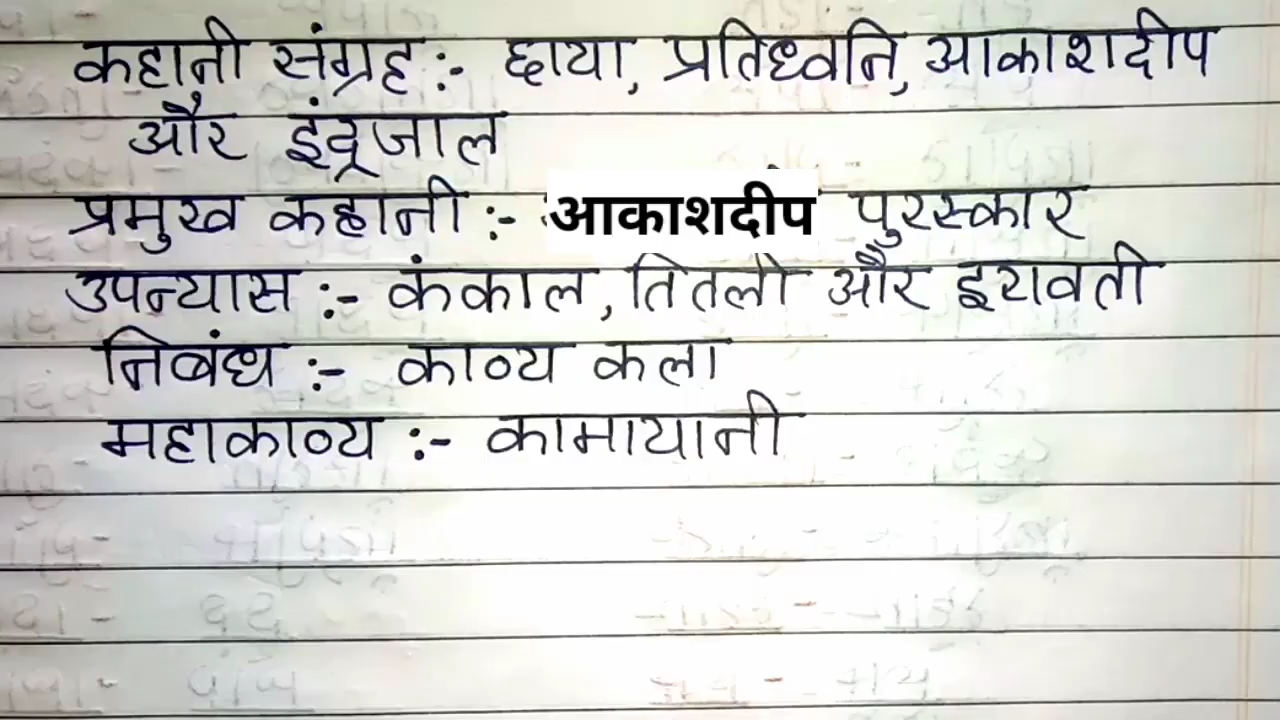 कहानी संग्रह :- छाया, प्रतिध्वनि, आकाशदीप
और इंद्रजाल
प्रमुख कहानी :- आकाशदीप पुरस्कार
उपन्यास :- कंकाल, तितली और इरावती
निबंध :- काव्य कला
महाकाव्य :- कामायानी